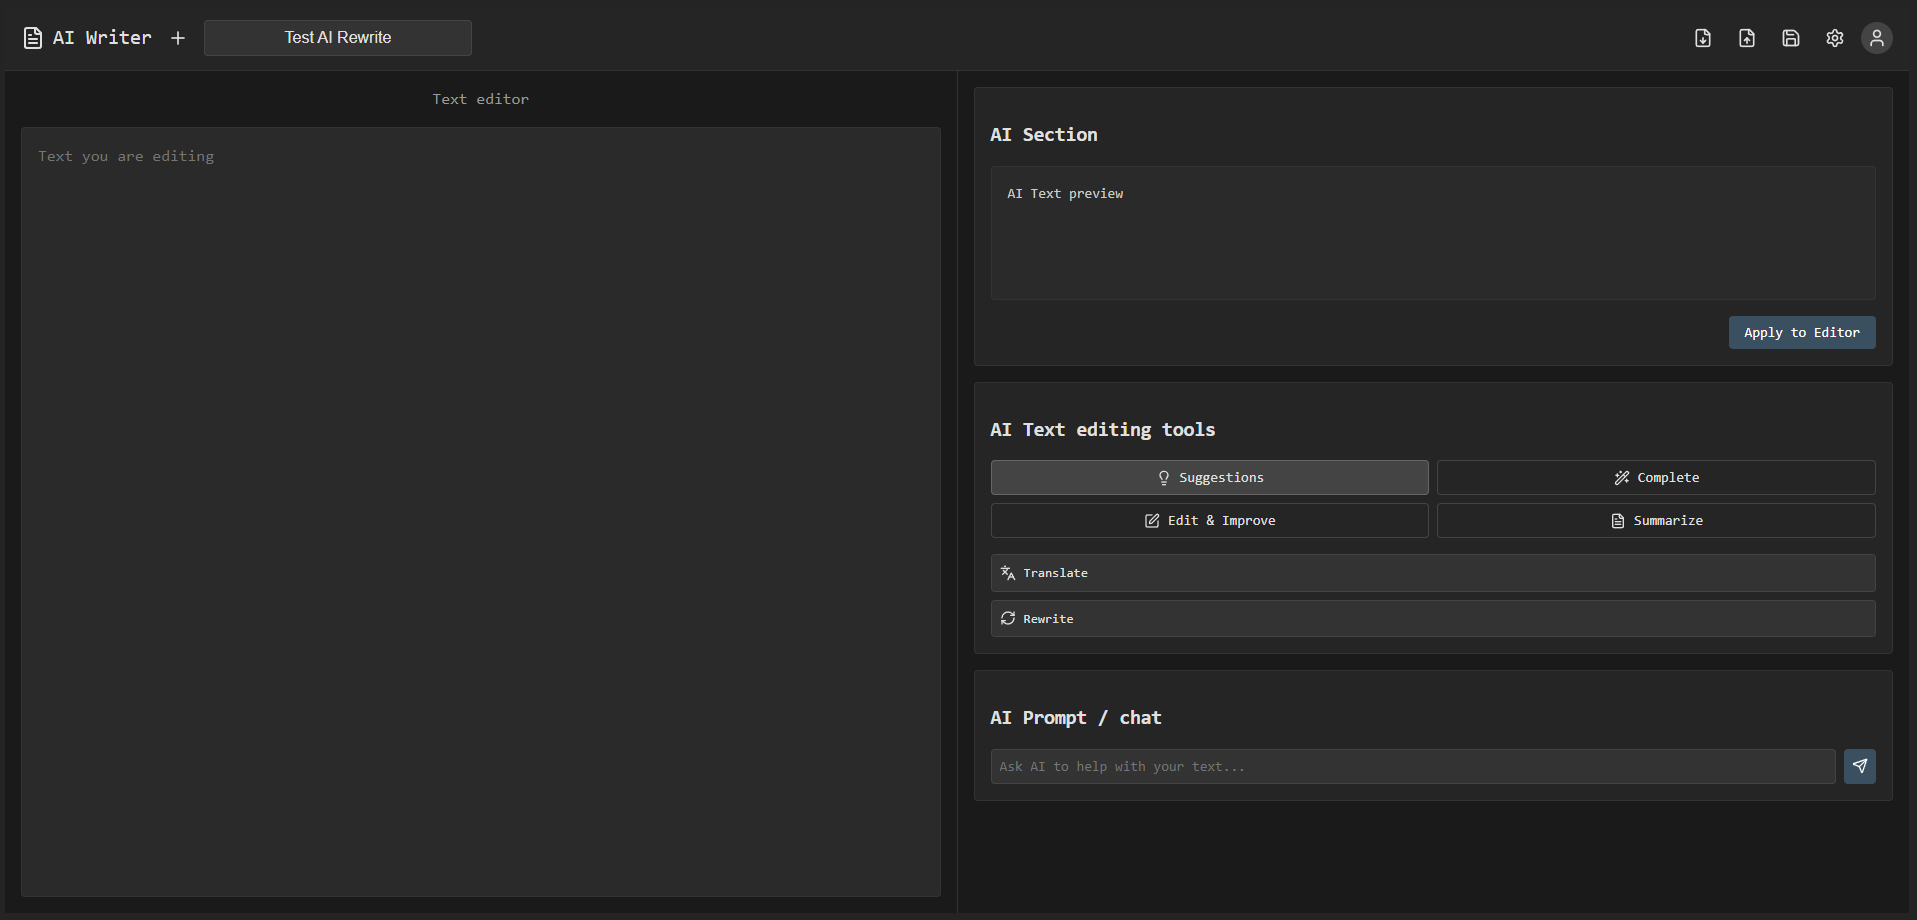 AI Writer
Test AI Rewrite
Text editor
Text you are editing
AI Section
AI Text preview
Apply to Editor
AI Text editing tools
Suggestions
Complete
Edit & Improve
Summarize
Translate
Rewrite
AI Prompt / chat
Ask AI to help with your text...